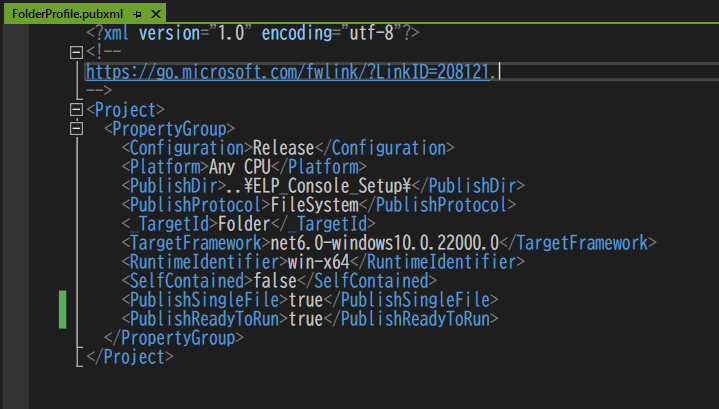 FolderProfile.pubxml
<?xml version="1.0" encoding="utf-8"?>
<!--
https://go.microsoft.com/fwlink/?LinkID=208121.
-->
<Project>
<PropertyGroup>
<Configuration>Release</Configuration>
<Platform>Any CPU</Platform>
<PublishDir>..¥ELP_Console_Setup¥</PublishDir>
<PublishProtocol>FileSystem</PublishProtocol>
<_TargetId>Folder</_TargetId>
<TargetFramework>net6.0-windows10.0.22000.0</TargetFramework>
<RuntimeIdentifier>win-x64</RuntimeIdentifier>
<SelfContained>false</SelfContained>
<PublishSingleFile>true</PublishSingleFile>
<PublishReadyToRun>true</PublishReadyToRun>
</PropertyGroup>
</Project>